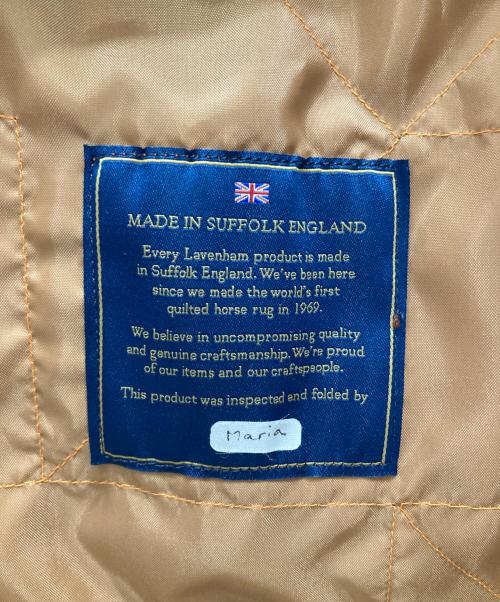 MADE IN SUFFOLK ENGLAND
Every Lavenham product is made
in Suffolk England. We've been here
since we made the world's first
quilted horse rug in 1969.
We believe in uncompromising quality
and genuine craftsmanship. We're proud
of our items and our craftspeople.
This product was inspected and folded by
Maria